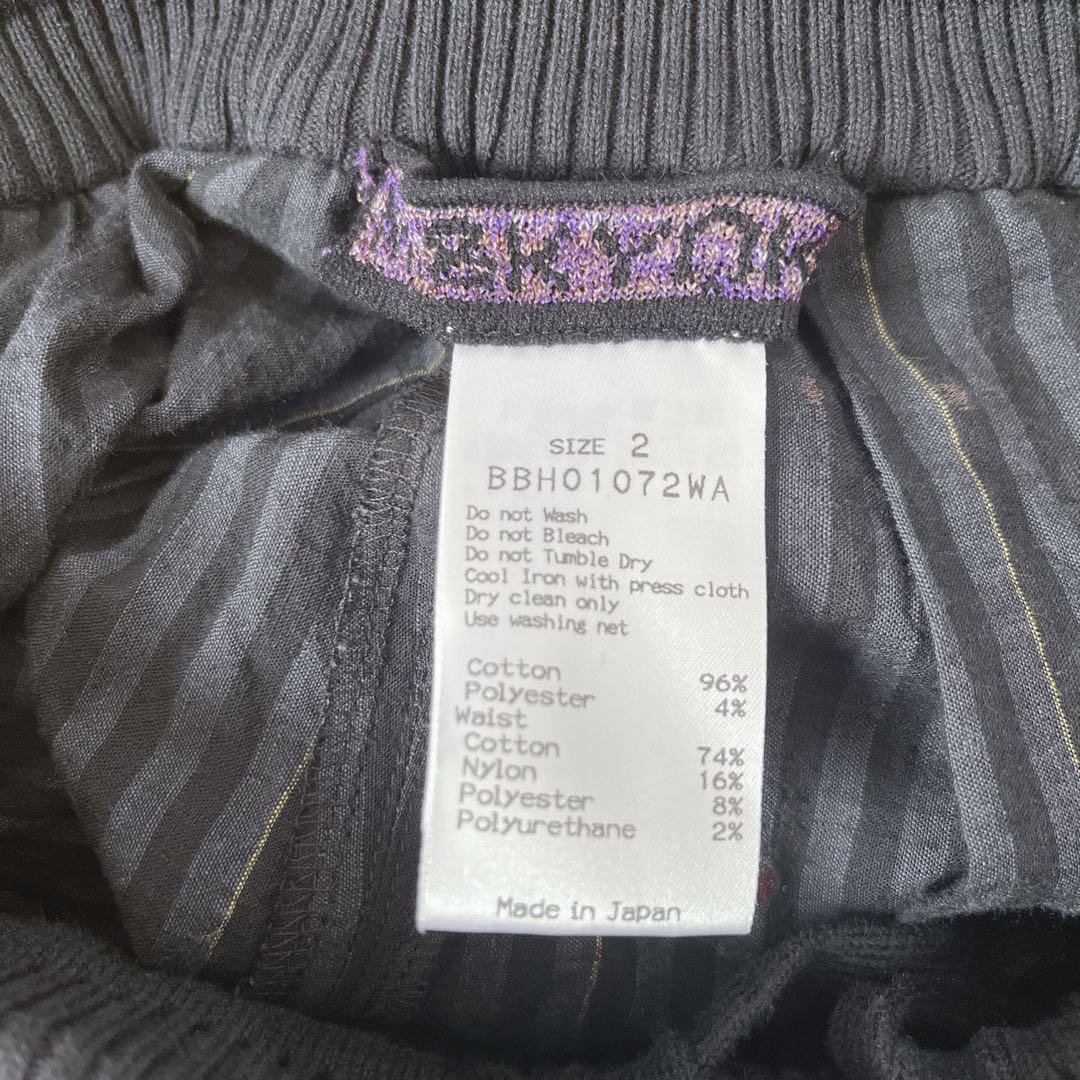 SIZE 2
BBH01072WA
Do not Wash
Do not Bleach
Do not Tumble Dry
Cool Iron with press cloth
Dry clean only
Use washing net
Cotton 96%
Polyester 4%
Waist
Cotton 74%
Nylon 16%
Polyester 8%
Polyurethane 2%
Made in Japan